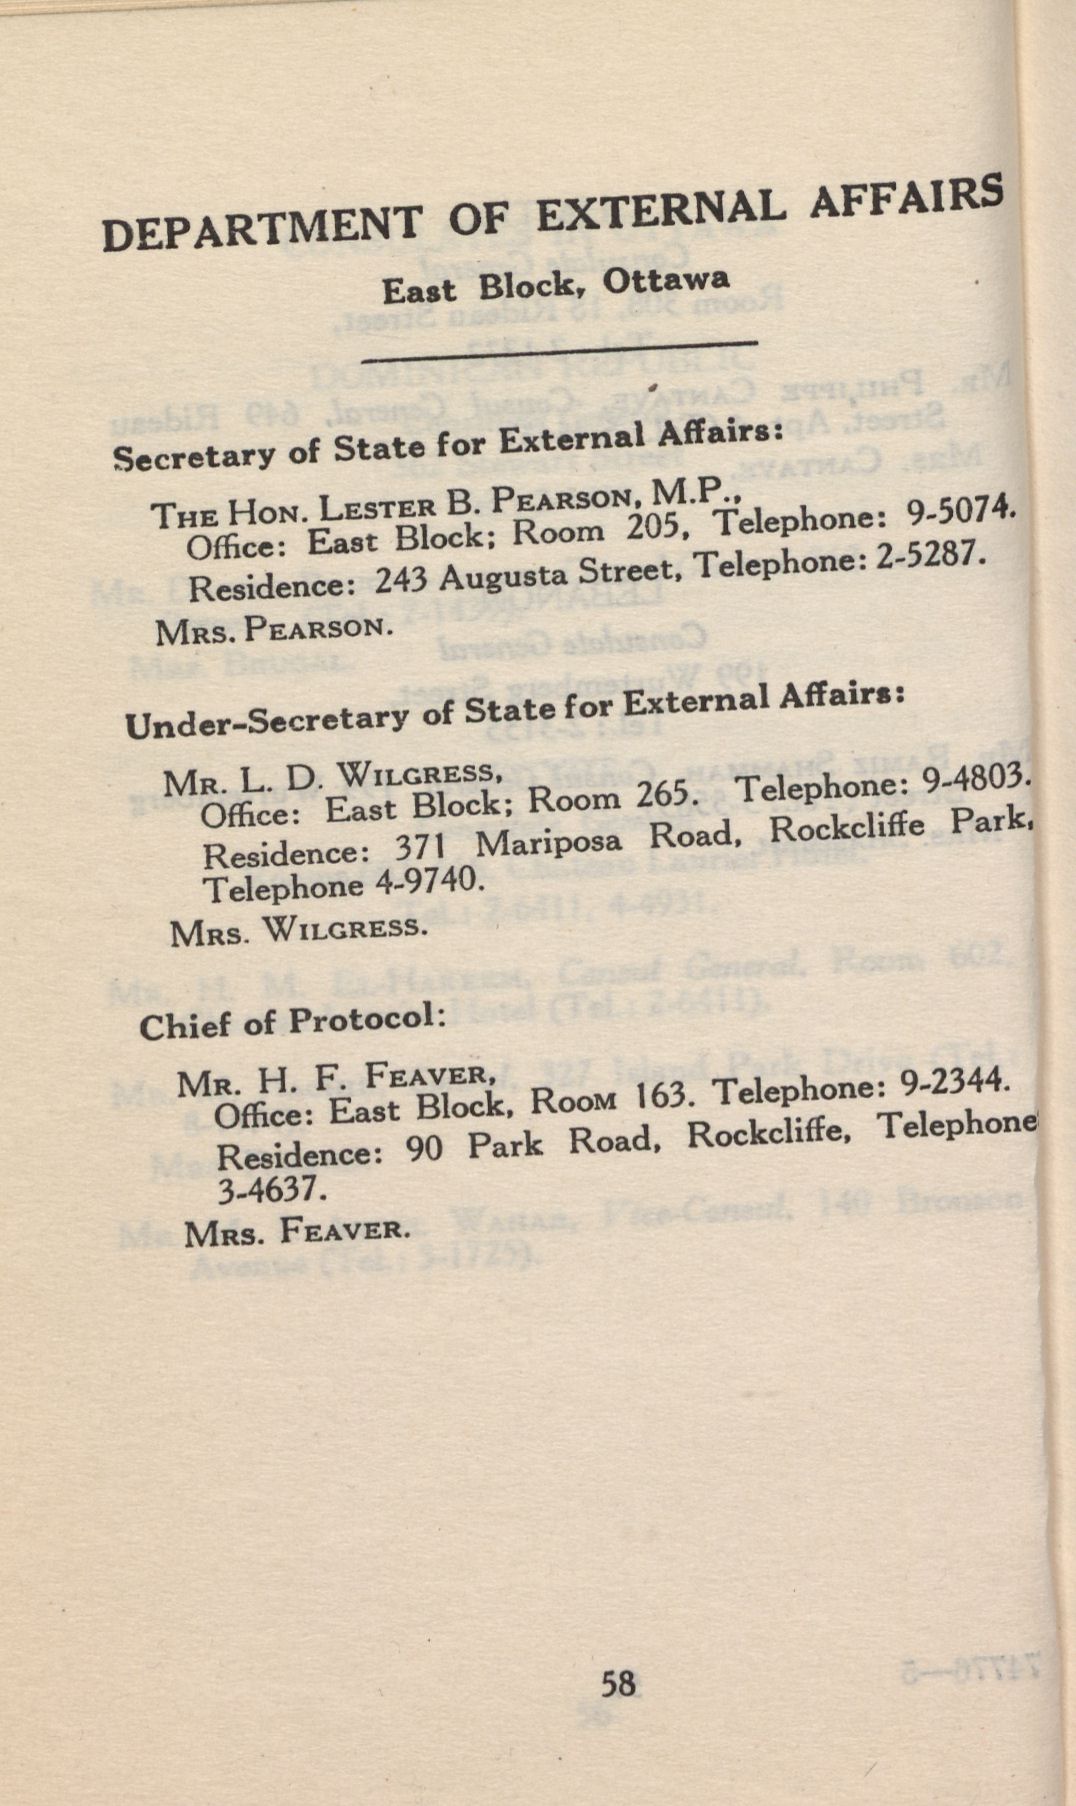 DEPARTMENT OF EXTERNAL AFFAIRS
East Block, Ottawa
Secretary of State for External Affairs:
THE HON. LESTER B. PEARSON, M.P.,
Office: East Block; Room 205, Telephone: 9-5074.
Residence: 243 Augusta Street, Telephone: 2-5287.
MRS. PEARSON.
Under-Secretary of State for External Affairs:
MR. L. D. WILGRESS,
Office: East Block; Room 265. Telephone: 9-4803.
Residence: 371 Mariposa Road, Rockcliffe Park,
Telephone 4-9740.
MRS. WILGRESS.
Chief of Protocol:
MR. H. F. FEAVER,
Office: East Block, ROOM 163. Telephone: 9-2344.
Residence: 90 Park Road, Rockcliffe, Telephone
3-4637.
MRS. FEAVER.
58